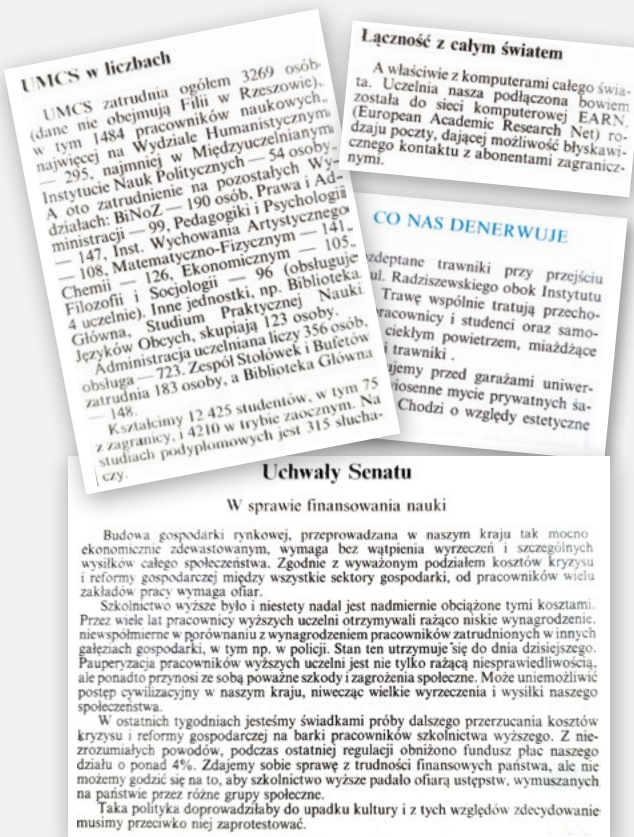 UMCS w liczbach
UMCS zatrudnia ogółem 3269 osób
(dane nie obejmują Filii w Rzeszowie),
w tym 1484 pracowników naukowych,
najwięcej na Wydziale Humanistycznym
— 295, najmniej w Międzyuczelnianym
Instytucie Nauk Politycznych — 54 osoby.
A oto zatrudnienie na pozostałych Wy-
działach: BiNoZ — 190 osób, Prawa i Ad-
ministracji — 99, Pedagogiki i Psychologii
— 147, Inst. Wychowania Artystycznego
— 108, Matematyczno-Fizycznym — 141,
Chemii — 126, Ekonomicznym — 105,
Filozofii i Socjologii — 96 (obsługuje
4 uczelnie). Inne jednostki, np. Biblioteka
Główna, Studium Praktycznej Nauki
Języków Obcych, skupiają 123 osoby.
Administracja uczelniana liczy 356 osób,
obsługa — 723. Zespół Stołówek i Bufetów
zatrudnia 183 osoby, a Biblioteka Główna
— 148.
Kształcimy 12 425 studentów, w tym 75
z zagranicy, i 4210 w trybie zaocznym. Na
studiach podyplomowych jest 315 słucha-
czy.
Łączność z całym światem
A właściwie z komputerami całego świa-
ta. Uczelnia nasza podłączona bowiem
została do sieci komputerowej EARN,
(European Academic Research Net) ro-
dzaju poczty, dającej możliwość błyskawi-
cznego kontaktu z abonentami zagranicz-
nymi.
CO NAS DENERWUJE
zdeptane trawniki przy przejściu
ul. Radziszewskiego obok Instytutu
Trawę wspólnie tratują przecho-
racownicy i studenci oraz samo-
ciekłym powietrzem, miażdżące
i trawniki .
ujemy przed garażami uniwer-
iosenne mycie prywatnych sa-
Chodzi o względy estetyczne
Uchwały Senatu
W sprawie finansowania nauki
Budowa gospodarki rynkowej, przeprowadzana w naszym kraju tak mocno
ekonomicznie zdewastowanym, wymaga bez wątpienia wyrzeczeń i szczególnych
wysiłków całego społeczeństwa. Zgodnie z wyważonym podziałem kosztów kryzysu
i reformy gospodarczej między wszystkie sektory gospodarki, od pracowników wielu
zakładów pracy wymaga ofiar.
Szkolnictwo wyższe było i niestety nadal jest nadmiernie obciążone tymi kosztami.
Przez wiele lat pracownicy wyższych uczelni otrzymywali rażąco niskie wynagrodzenie,
niewspółmierne w porównaniu z wynagrodzeniem pracowników zatrudnionych w innych
gałęziach gospodarki, w tym np. w policji. Stan ten utrzymuje się do dnia dzisiejszego.
Pauperyzacja pracowników wyższych uczelni jest nie tylko rażącą niesprawiedliwością,
ale ponadto przynosi ze sobą poważne szkody i zagrożenia społeczne. Może uniemożliwić
postęp cywilizacyjny w naszym kraju, niwecząc wielkie wyrzeczenia i wysiłki naszego
społeczeństwa.
W ostatnich tygodniach jesteśmy świadkami próby dalszego przerzucania kosztów
kryzysu i reformy gospodarczej na barki pracowników szkolnictwa wyższego. Z nie-
zrozumiałych powodów, podczas ostatniej regulacji obniżono fundusz płac naszego
działu o ponad 4%. Zdajemy sobie sprawę z trudności finansowych państwa, ale nie
możemy godzić się na to, aby szkolnictwo wyższe padało ofiarą ustępstw, wymuszanych
na państwie przez różne grupy społeczne.
Taka polityka doprowadziłaby do upadku kultury i z tych względów zdecydowanie
musimy przeciwko niej zaprotestować.